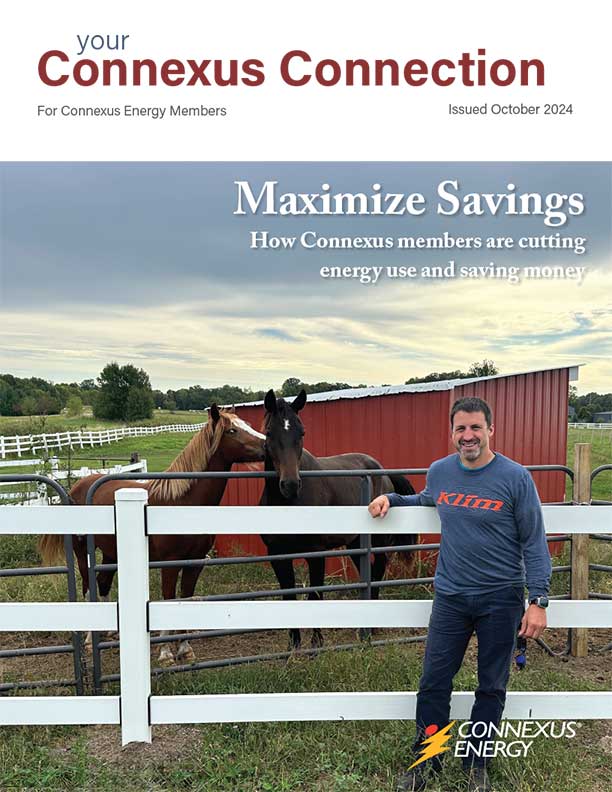 your
Connexus Connection
For Connexus Energy Members
Issued October 2024
Maximize Savings
How Connexus members are cutting
energy use and saving money
KLIM
CONNEXUS®
ENERGY